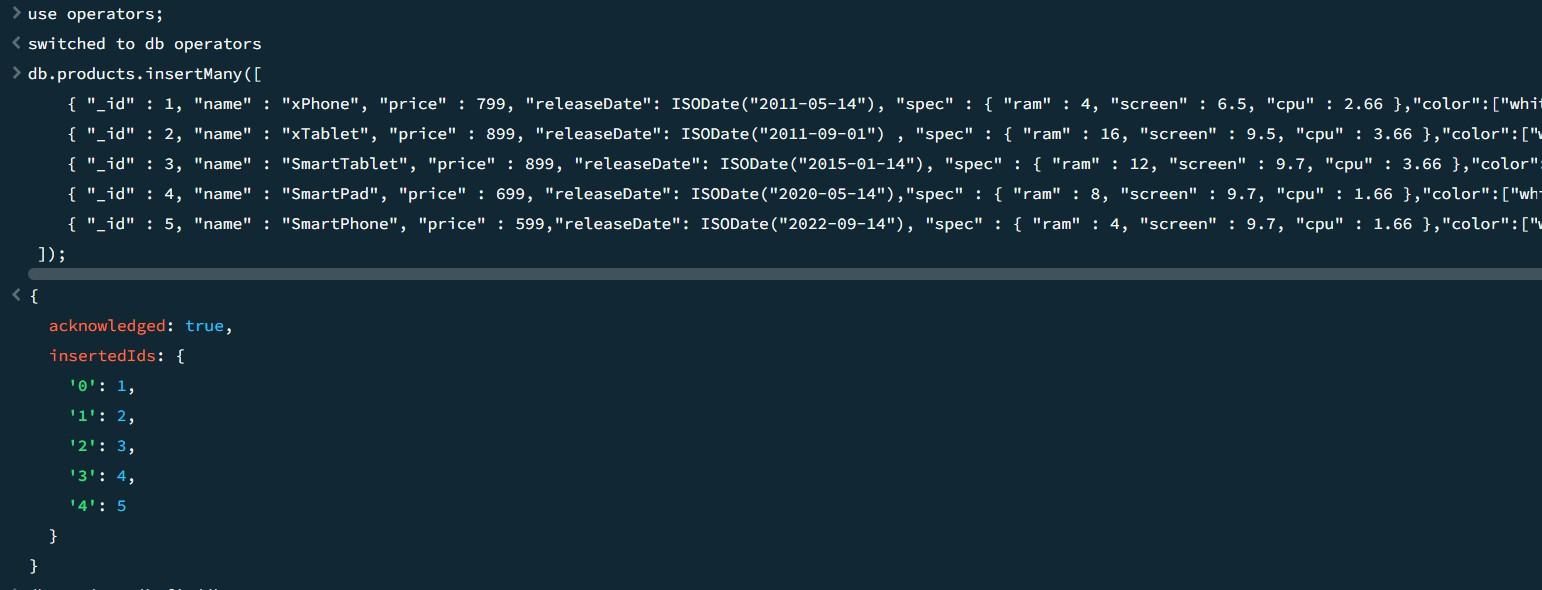 use operators;
switched to db operators
db.products.insertMany([
{ "_id" : 1, "name" : "xPhone", "price" : 799, "releaseDate": ISODate("2011-05-14"), "spec" : { "ram" : 4, "screen" : 6.5, "cpu" : 2.66 },"color":["whit
{ "_id" : 2, "name" : "xTablet", "price" : 899, "releaseDate": ISODate("2011-09-01") , "spec" : { "ram" : 16, "screen" : 9.5, "cpu" : 3.66 },"color":["w
{ "_id" : 3, "name" : "SmartTablet", "price" : 899, "releaseDate": ISODate("2015-01-14"), "spec" : { "ram" : 12, "screen" : 9.7, "cpu" : 3.66 },"color":
{ "_id" : 4, "name" : "SmartPad", "price" : 699, "releaseDate": ISODate("2020-05-14"),"spec" : { "ram" : 8, "screen" : 9.7, "cpu" : 1.66 },"color":["wh
{ "_id" : 5, "name" : "SmartPhone", "price" : 599,"releaseDate": ISODate("2022-09-14"), "spec" : { "ram" : 4, "screen" : 9.7, "cpu" : 1.66 },"color":["w
]);
{
acknowledged: true,
insertedIds: {
'0': 1,
'1': 2,
'2': 3,
'3': 4,
'4': 5
}
}